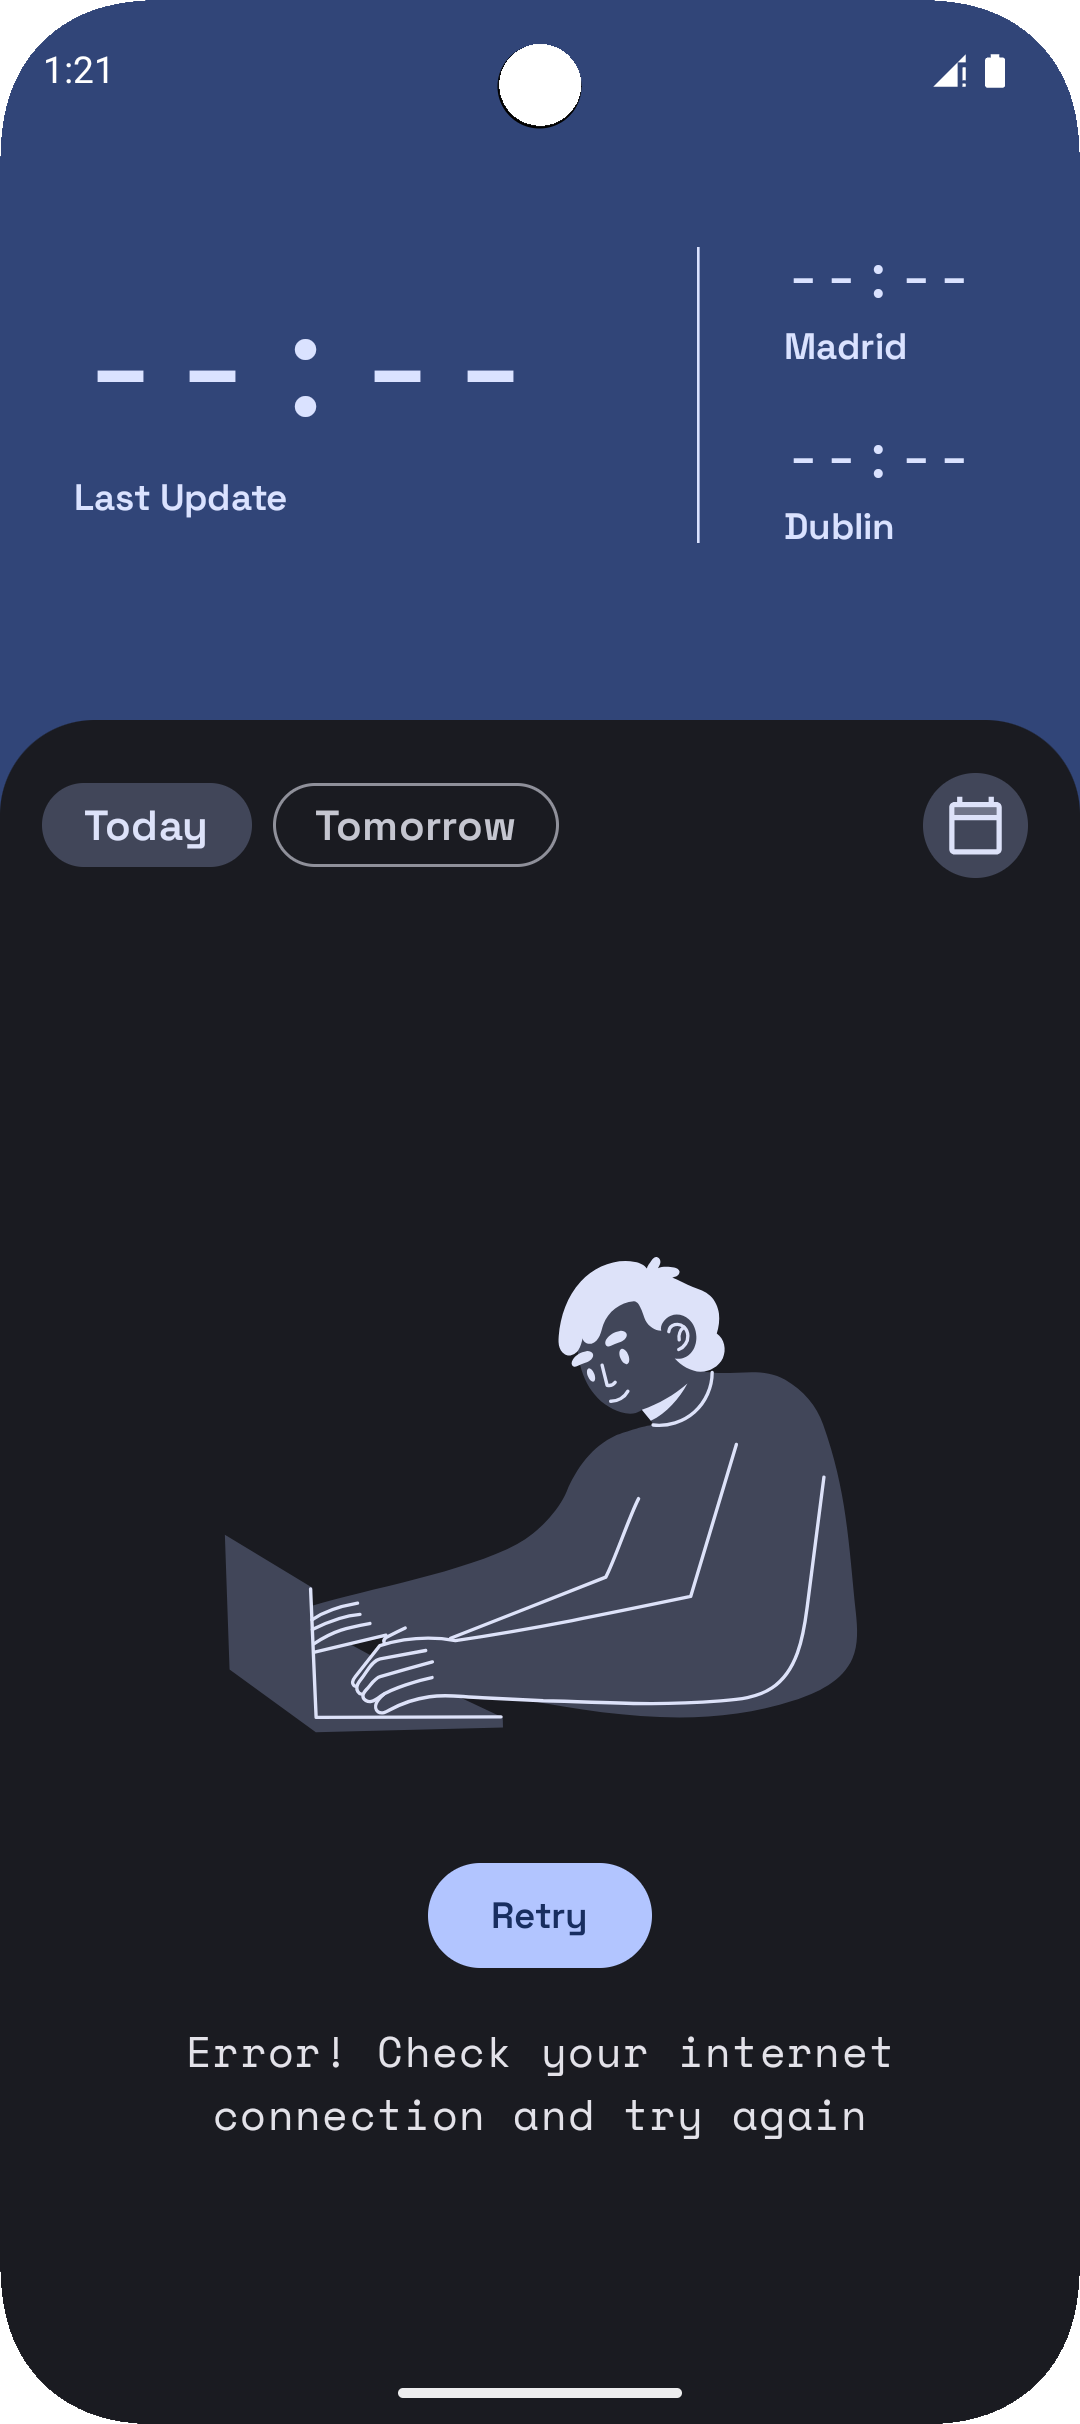 1:21
--:--
Last Update
--:--
Madrid
--:--
Dublin
Today
Tomorrow
Retry
Error! Check your internet
connection and try again